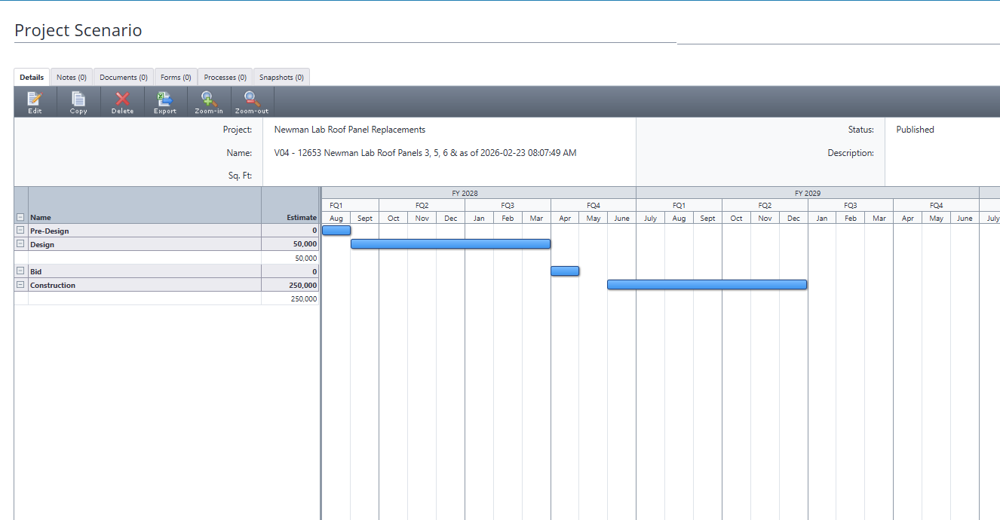 Project Scenario
Details Notes (0) Documents (0) Forms (0) Processes (0) Snapshots (0)
Edit Copy Delete Export Zoom-in Zoom-out
Project: Newman Lab Roof Panel Replacements Status: Published
Name: V04 - 12653 Newman Lab Roof Panels 3, 5, 6 & as of 2026-02-23 08:07:49 AM Description:
Sq. Ft:
FY 2028 FY 2029
FQ1 FQ2 FQ3 FQ4 FQ1 FQ2 FQ3 FQ4
Name Estimate Aug Sept Oct Nov Dec Jan Feb Mar Apr May June July Aug Sept Oct Nov Dec Jan Feb Mar Apr May June July
Pre-Design 0
Design 50,000
50,000
Bid 0
Construction 250,000
250,000